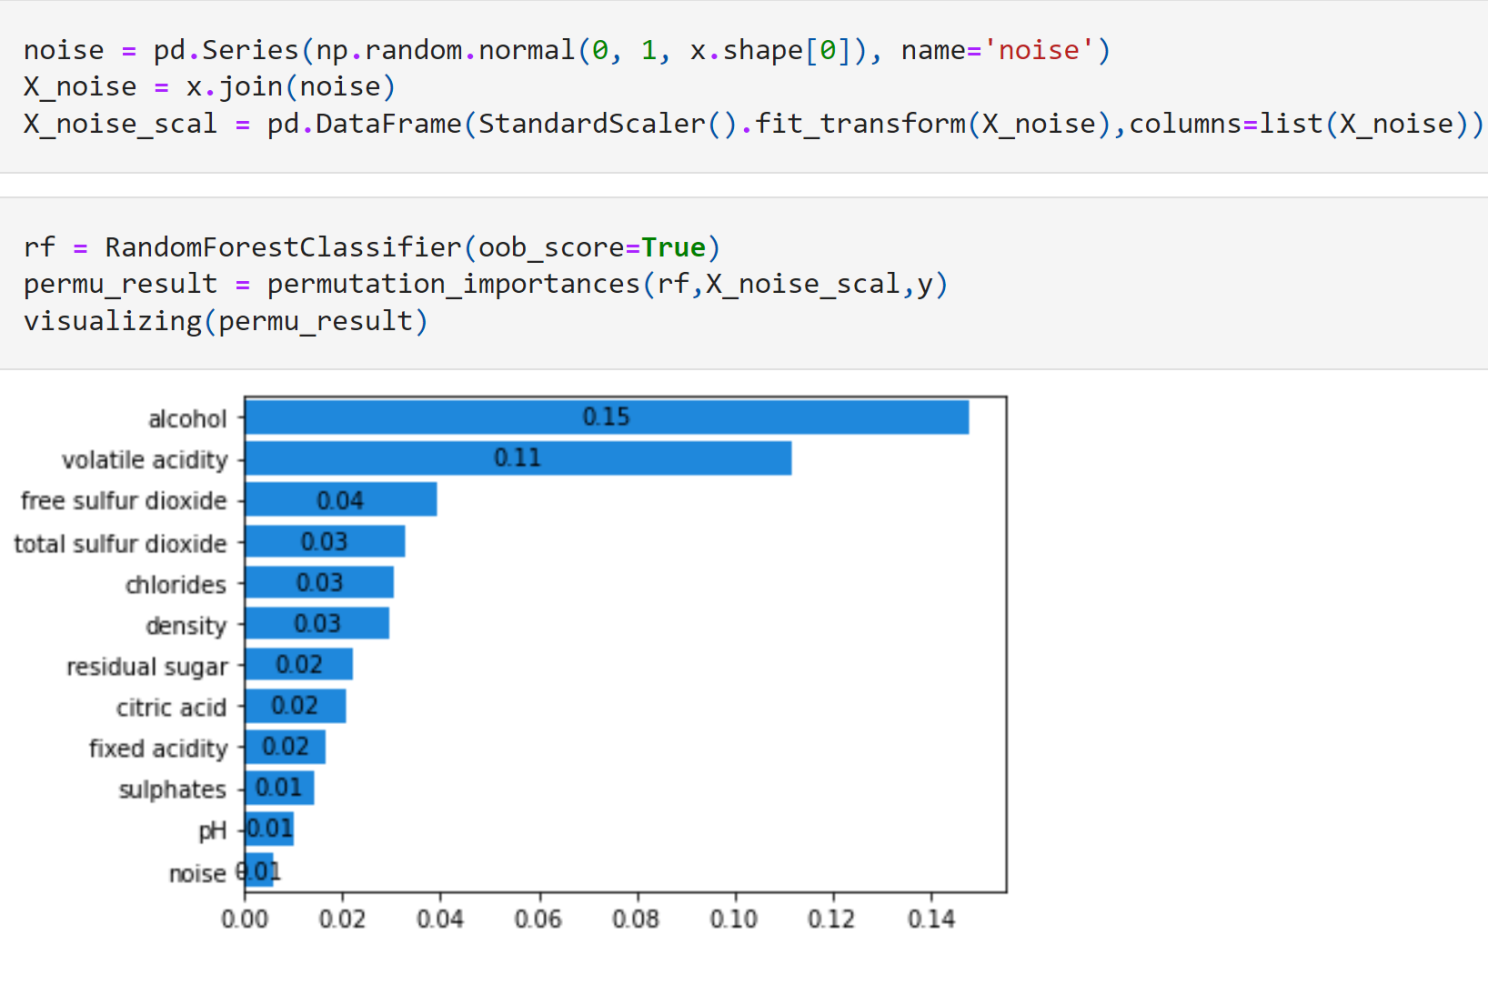 noise = pd.Series(np.random.normal(0, 1, x.shape[0]), name='noise')
X_noise = x.join(noise)
X_noise_scal = pd.DataFrame(StandardScaler().fit_transform(X_noise),columns=list(X_noise))
rf = RandomForestClassifier(oob_score=True)
permu_result = permutation_importances(rf,X_noise_scal,y)
visualizing(permu_result)
alcohol 0.15
volatile acidity 0.11
free sulfur dioxide 0.04
total sulfur dioxide 0.03
chlorides 0.03
density 0.03
residual sugar 0.02
citric acid 0.02
fixed acidity 0.02
sulphates 0.01
pH 0.01
noise 0.01
0.00 0.02 0.04 0.06 0.08 0.10 0.12 0.14